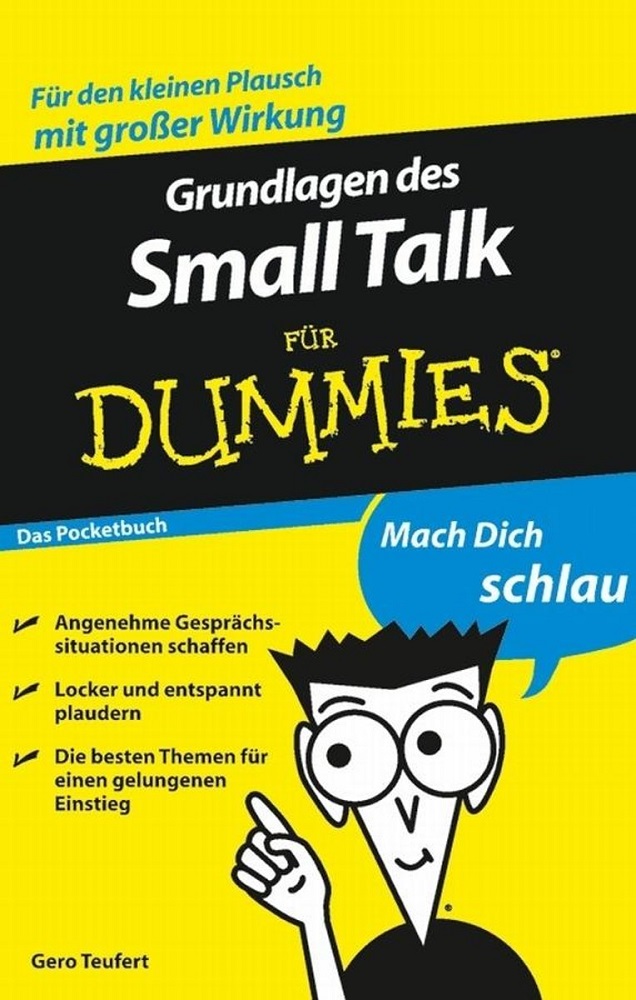 Für den kleinen Plausch
mit großer Wirkung
Grundlagen des
Small Talk
FÜR
DUMMIES®
Das Pocketbuch
Mach Dich
schlau
Angenehme Gesprächs-
situationen schaffen
Locker und entspannt
plaudern
Die besten Themen für
einen gelungenen
Einstieg
Gero Teufert